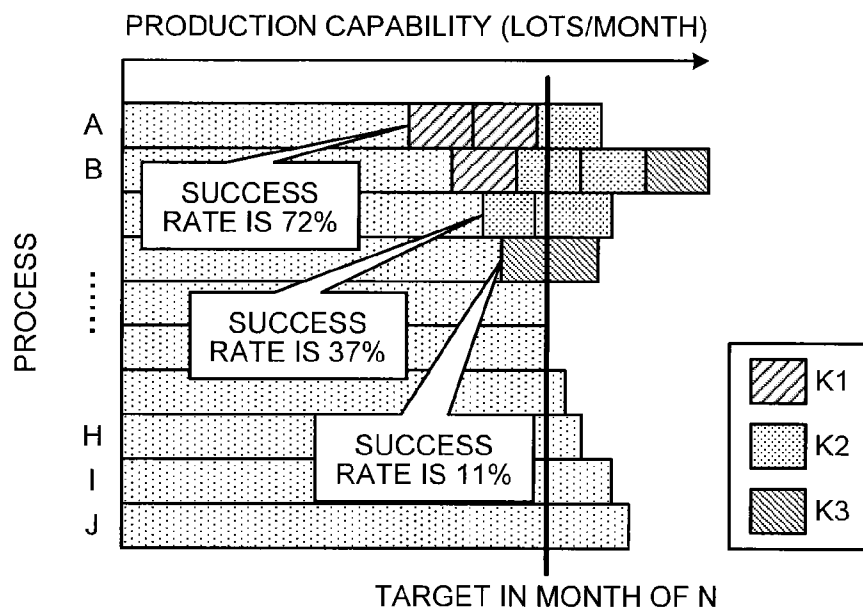 PRODUCTION CAPABILITY (LOTS/MONTH)
PROCESS
A
B
......
H
I
J
SUCCESS
RATE IS 72%
SUCCESS
RATE IS 37%
SUCCESS
RATE IS 11%
K1
K2
K3
TARGET IN MONTH OF N